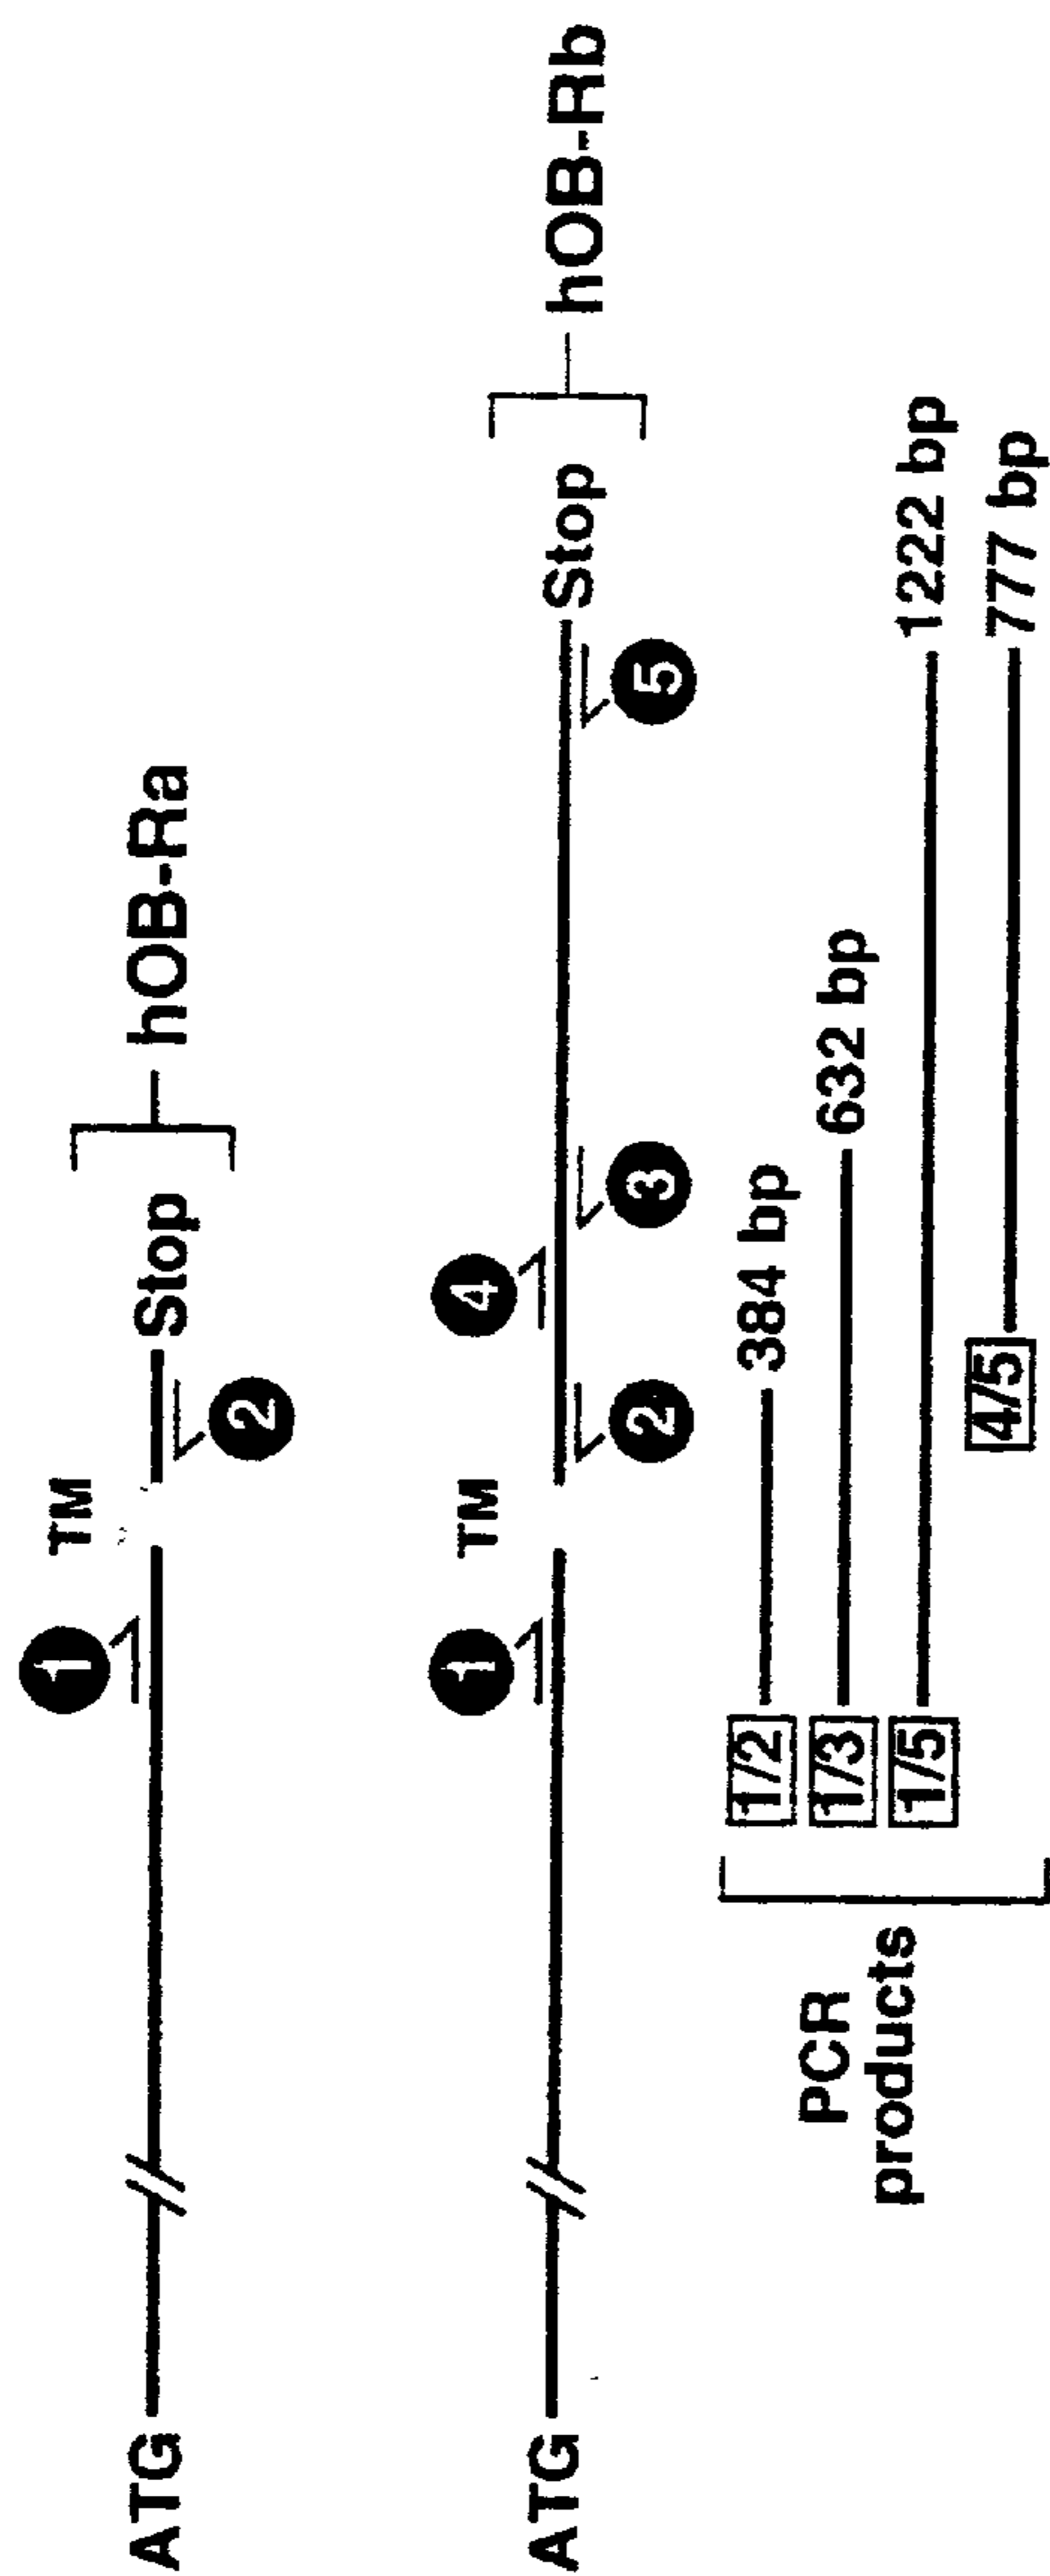 1 TM
ATG 2 Stop hOB-Ra
1 TM 4
ATG 2 3 5 Stop hOB-Rb
PCR
products
1/2 384 bp
1/3 632 bp
1/5 1222 bp
4/5 777 bp